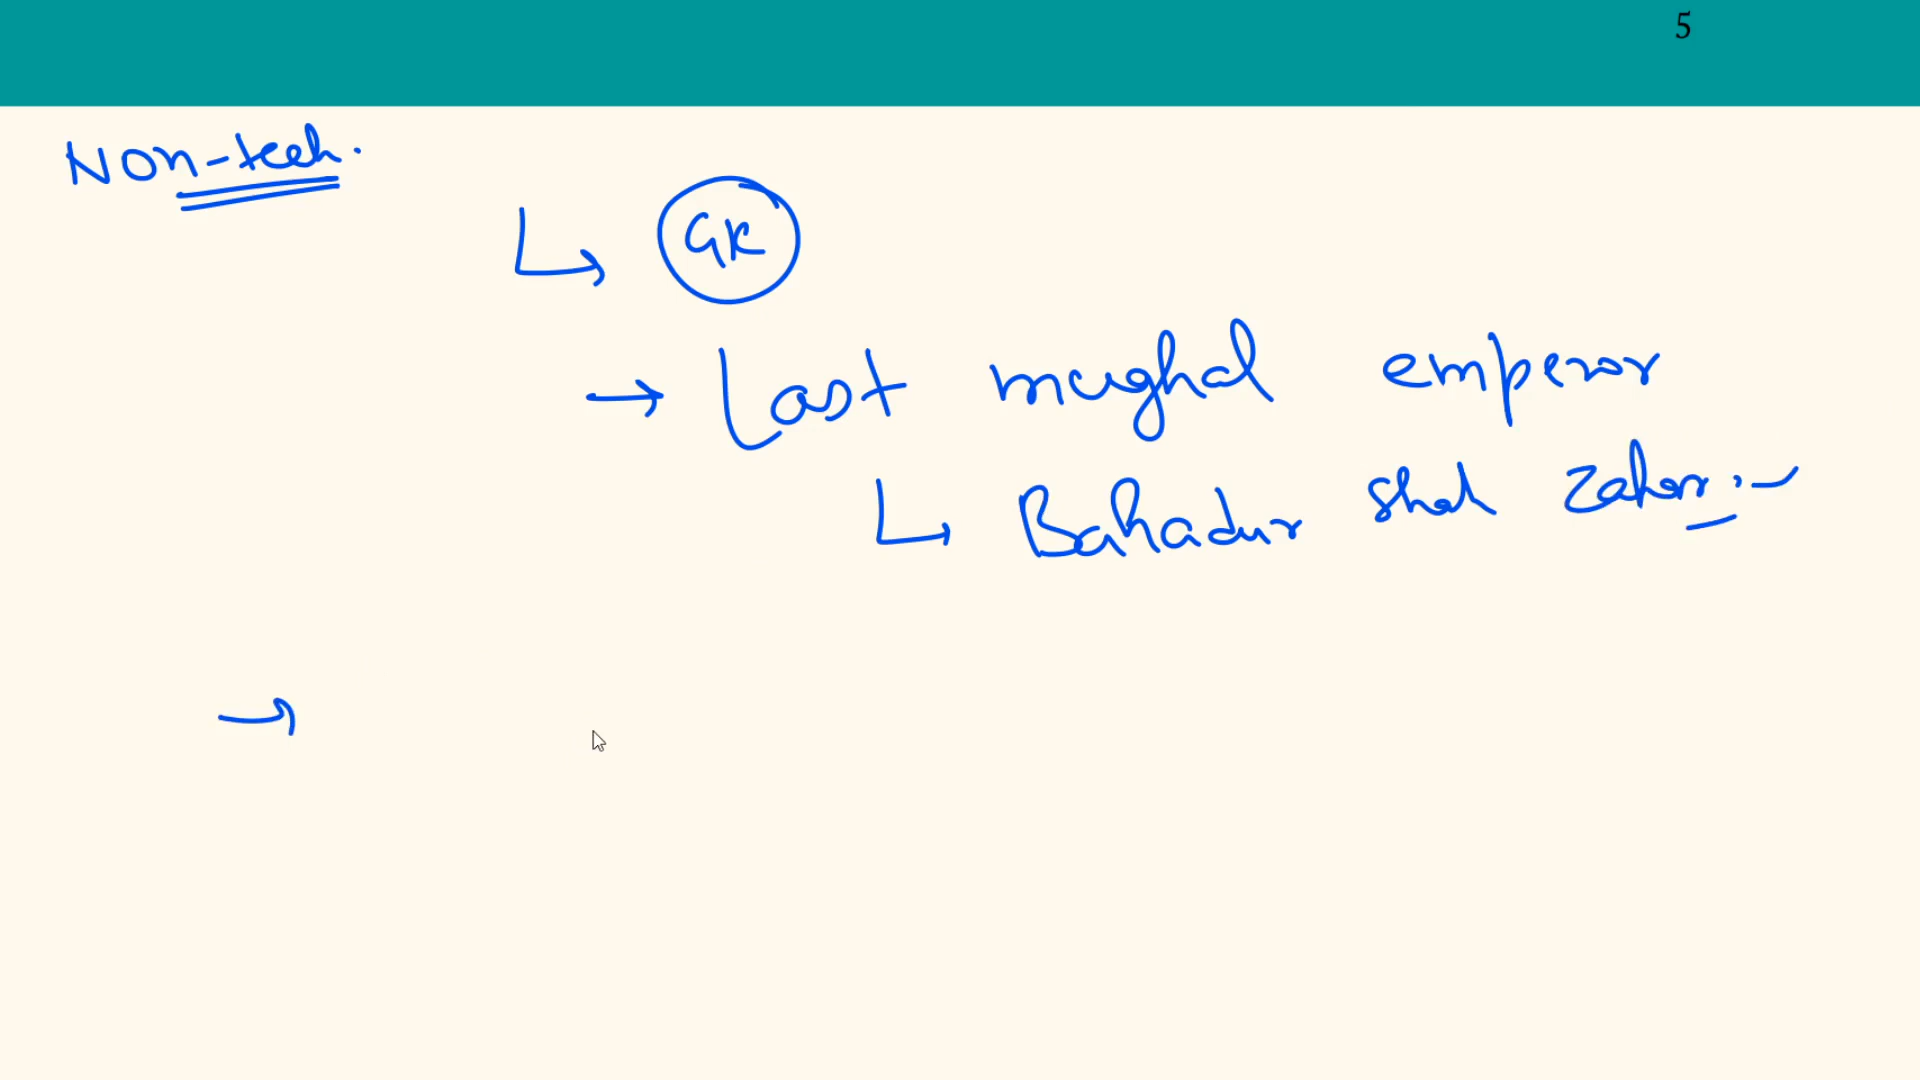 5
Non-tech.
GK
Last mughal emperor
Bahadur Shah Zafar :-